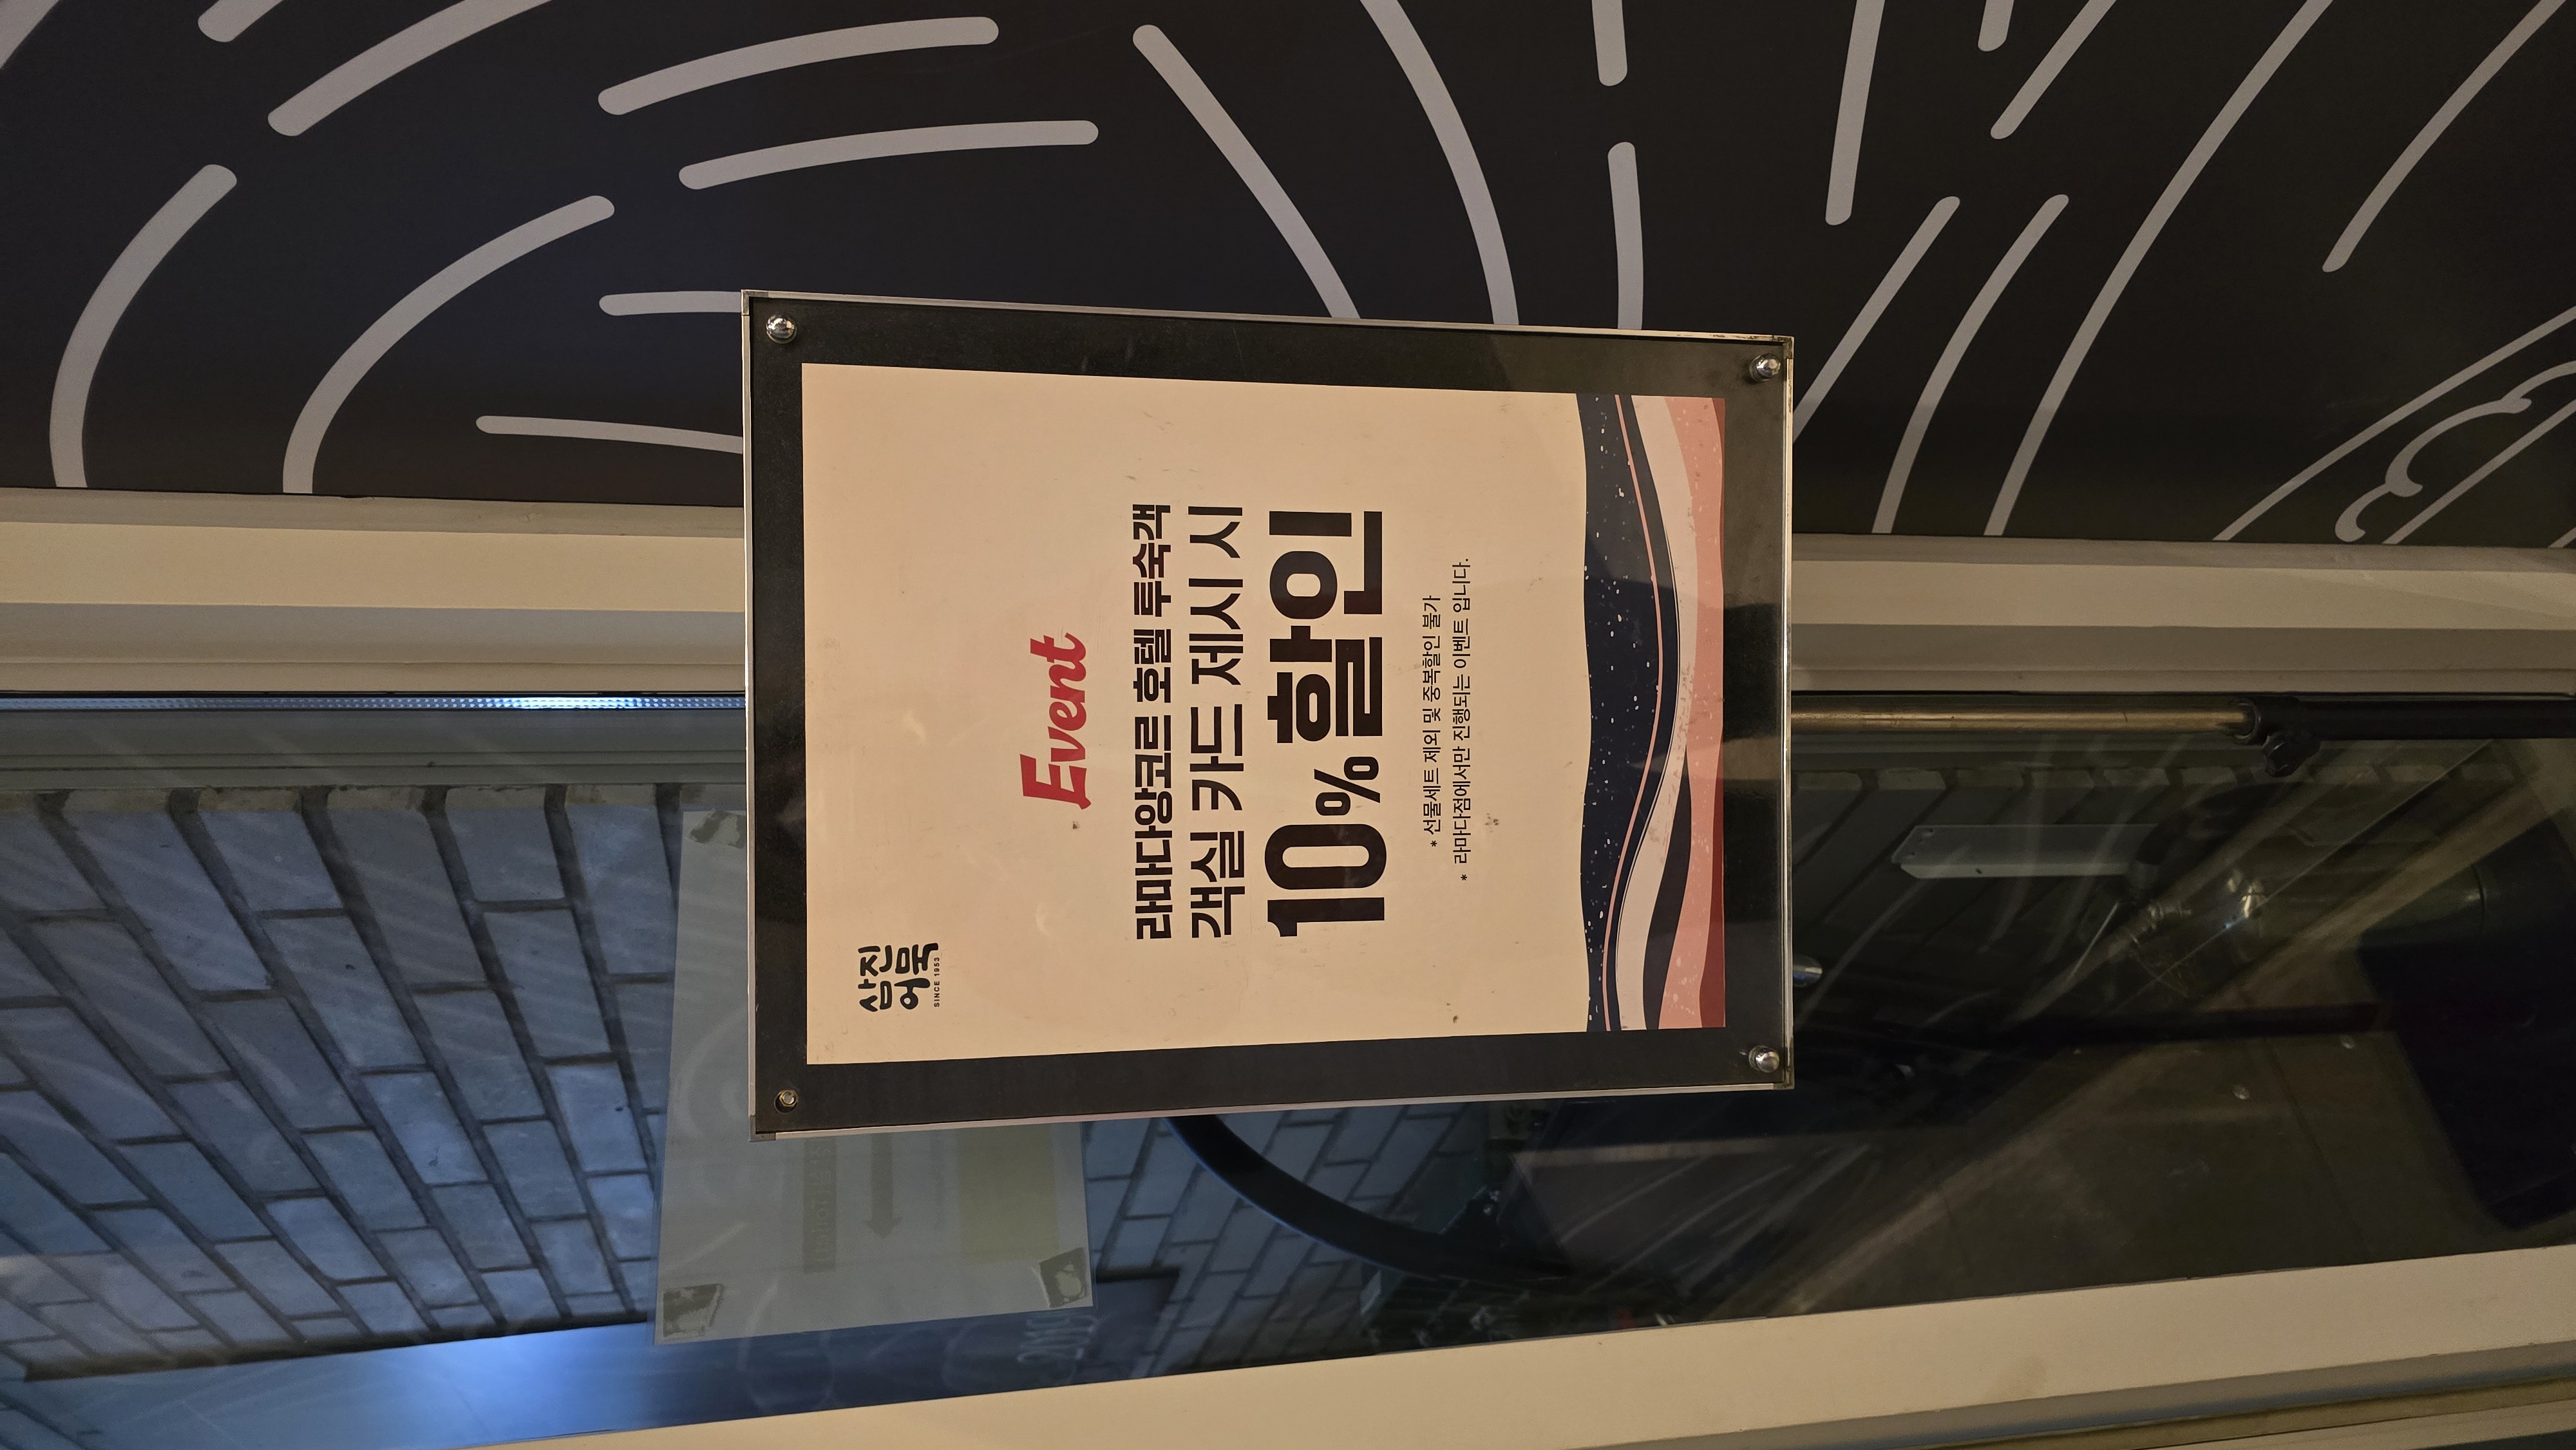 삼진
어묵
SINCE 1953
Event
라마다앙코르 호텔 투숙객
객실 카드 제시 시
10% 할인
* 선물세트 제외 및 중복할인 불가
* 라마다점에서만 진행되는 이벤트 입니다.